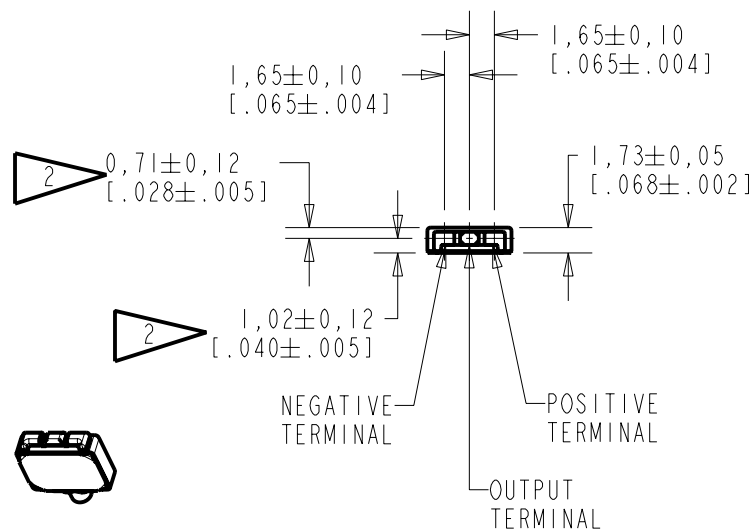 1,65±0,10
[.065±.004]
1,65±0,10
[.065±.004]
2
0,71±0,12
[.028±.005]
1,73±0,05
[.068±.002]
2
1,02±0,12
[.040±.005]
NEGATIVE
TERMINAL
POSITIVE
TERMINAL
OUTPUT
TERMINAL